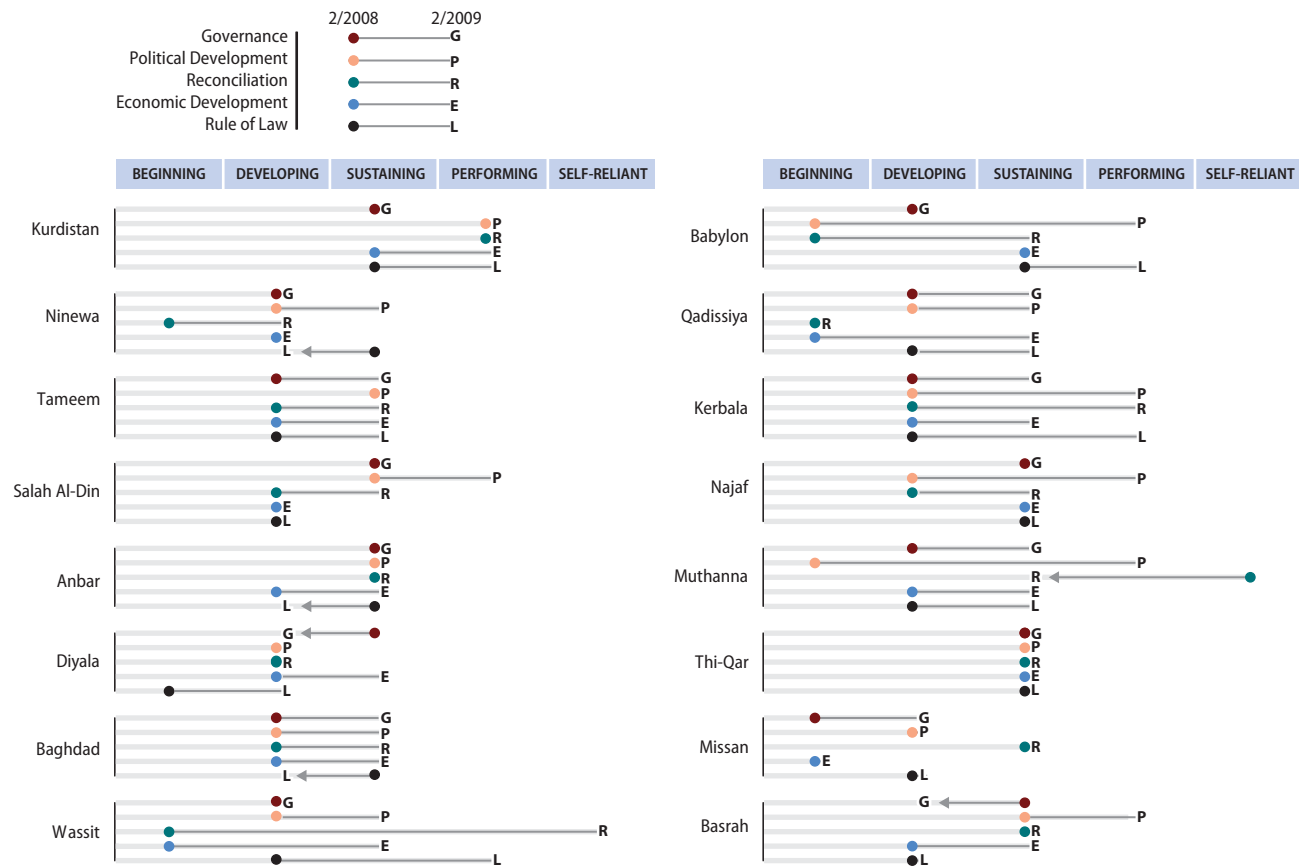 2/2008 2/2009
Governance G
Political Development P
Reconciliation R
Economic Development E
Rule of Law L
BEGINNING DEVELOPING SUSTAINING PERFORMING SELF-RELIANT
Kurdistan
G
P
R
E
L
Ninewa
G
P
R
E
L
Tameem
G
P
R
E
L
Salah Al-Din
G
P
R
E
L
Anbar
G
P
R
E
L
Diyala
G
P
R
E
L
Baghdad
G
P
R
E
L
Wassit
G
P
R
E
L
BEGINNING DEVELOPING SUSTAINING PERFORMING SELF-RELIANT
Babylon
G
P
R
E
L
Qadissiya
G
P
R
E
L
Kerbala
G
P
R
E
L
Najaf
G
P
R
E
L
Muthanna
G
P
R
E
L
Thi-Qar
G
P
R
E
L
Missan
G
P
R
E
L
Basrah
G
P
R
E
L